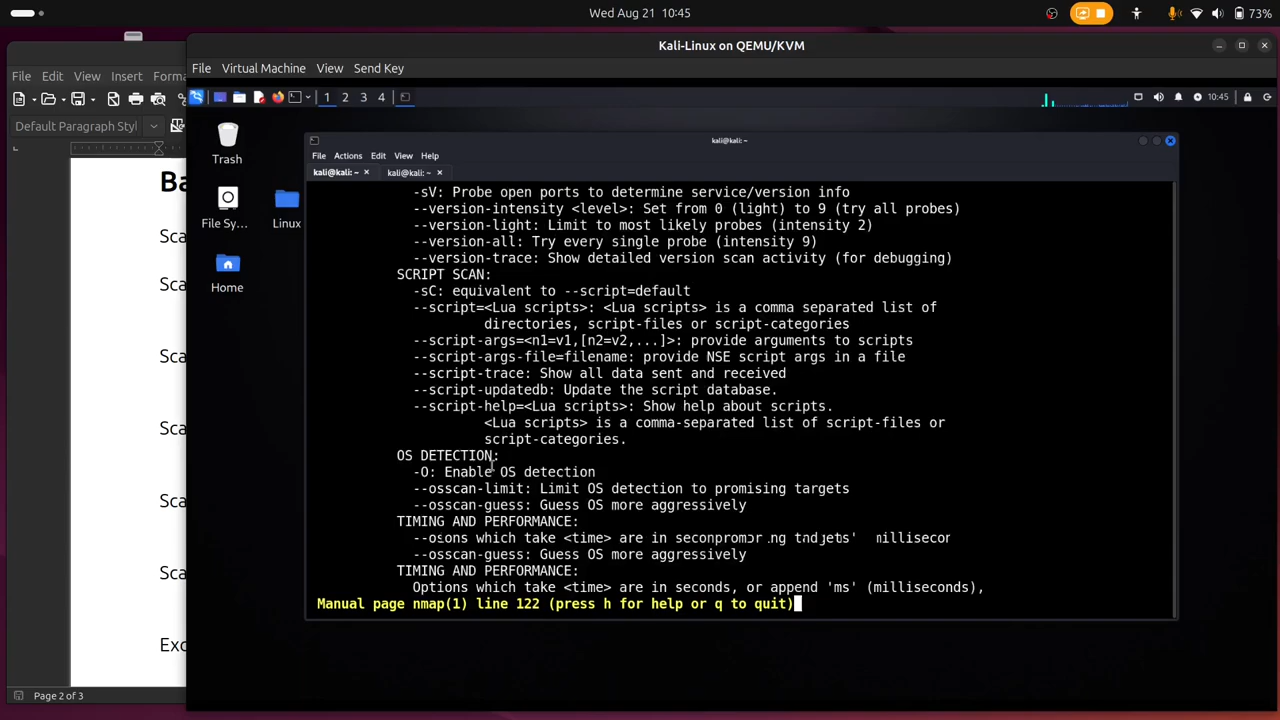 Wed Aug 21 10:45
73%
Kali-Linux on QEMU/KVM
File Edit View Insert Forma
File Virtual Machine View Send Key
1 2 3 4
10:45
Default Paragraph Styl
Trash
File Sy...
Linux
Home
Ba
Sca
Sca
Sca
Sca
Sca
Sca
Exc
Page 2 of 3
kali@kali: ~
File Actions Edit View Help
kali@kali: ~ kali@kali: ~
-sV: Probe open ports to determine service/version info
--version-intensity <level>: Set from 0 (light) to 9 (try all probes)
--version-light: Limit to most likely probes (intensity 2)
--version-all: Try every single probe (intensity 9)
--version-trace: Show detailed version scan activity (for debugging)
SCRIPT SCAN:
-sC: equivalent to --script=default
--script=<Lua scripts>: <Lua scripts> is a comma separated list of
directories, script-files or script-categories
--script-args=<n1=v1,[n2=v2,...]>: provide arguments to scripts
--script-args-file=filename: provide NSE script args in a file
--script-trace: Show all data sent and received
--script-updatedb: Update the script database.
--script-help=<Lua scripts>: Show help about scripts.
<Lua scripts> is a comma-separated list of script-files or
script-categories.
OS DETECTION:
-O: Enable OS detection
--osscan-limit: Limit OS detection to promising targets
--osscan-guess: Guess OS more aggressively
TIMING AND PERFORMANCE:
which take <time> are in
--osscan-guess: Guess OS more aggressively
TIMING AND PERFORMANCE:
Options which take <time> are in seconds, or append 'ms' (milliseconds),
Manual page nmap(1) line 122 (press h for help or q to quit)